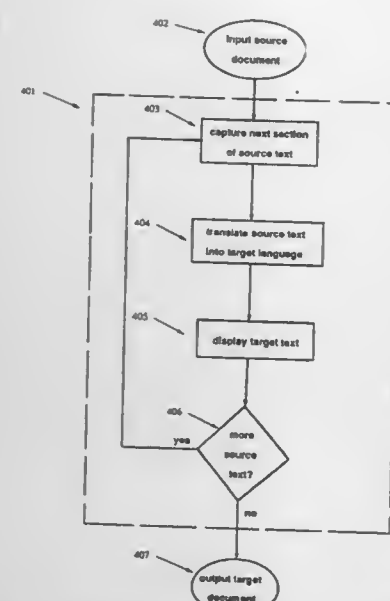 402
Input source
document
401
403
capture next section
of source text
404
translate source text
into target language
405
display target text
406
more
source
text?
yes
no
407
output target
document